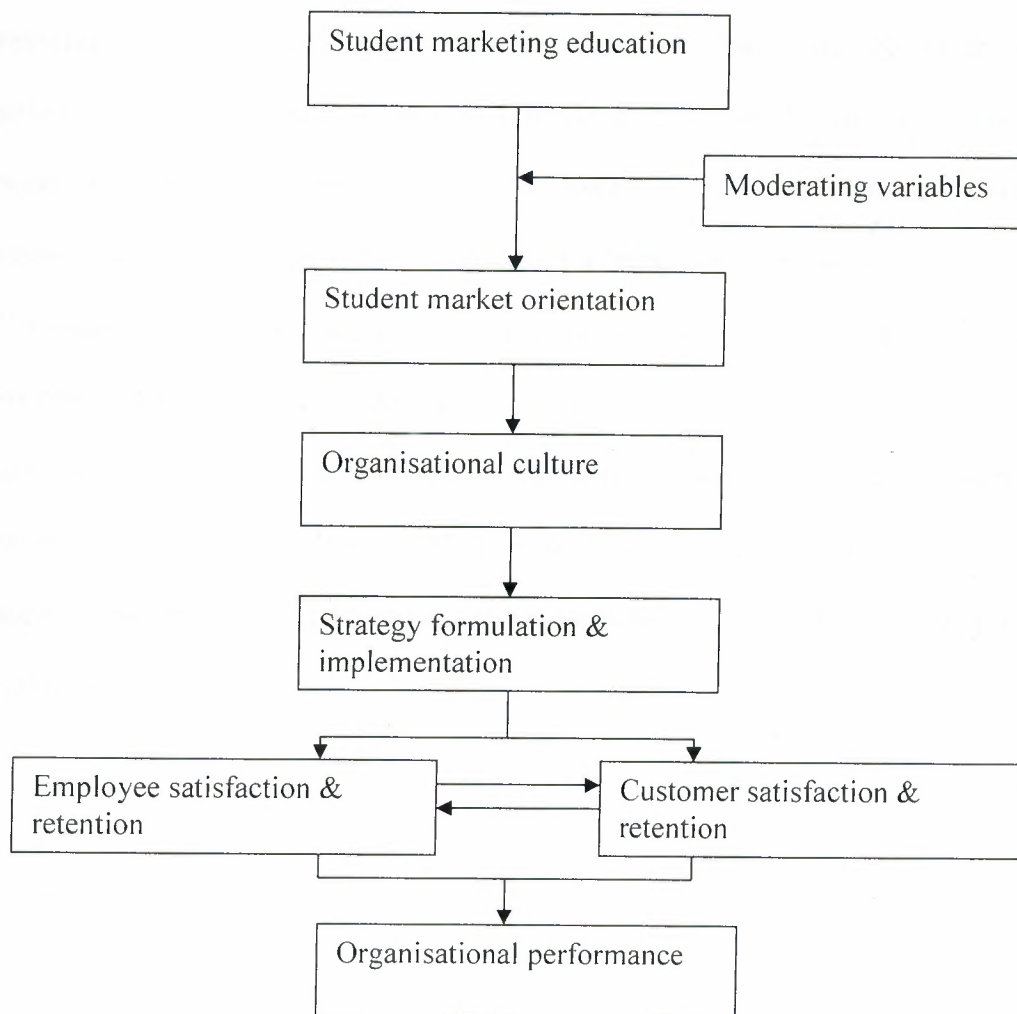 Student marketing education
Moderating variables
Student market orientation
Organisational culture
Strategy formulation &
implementation
Employee satisfaction &
retention
Customer satisfaction &
retention
Organisational performance